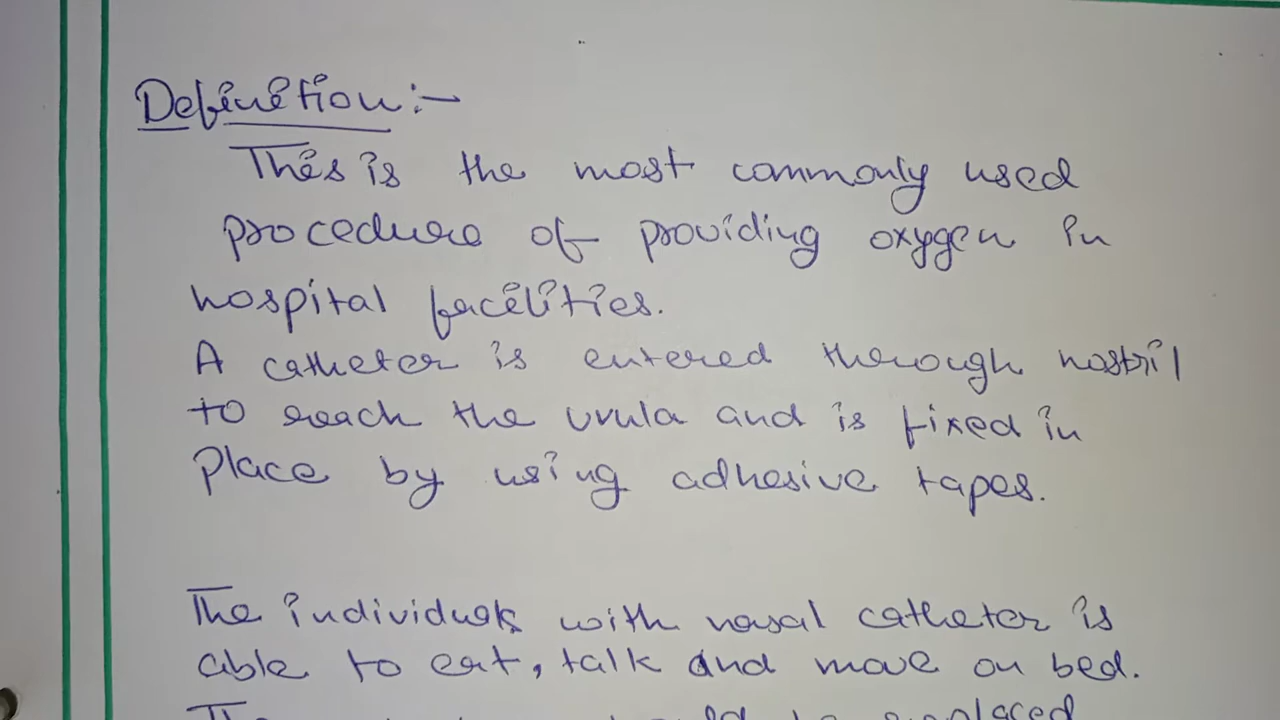 Definition:-
This is the most commonly used
procedure of providing oxygen in
hospital facilities.
A catheter is entered through nostril
to reach the uvula and is fixed in
place by using adhesive tapes.
The individuals with nasal catheter is
able to eat, talk and move on bed.
The